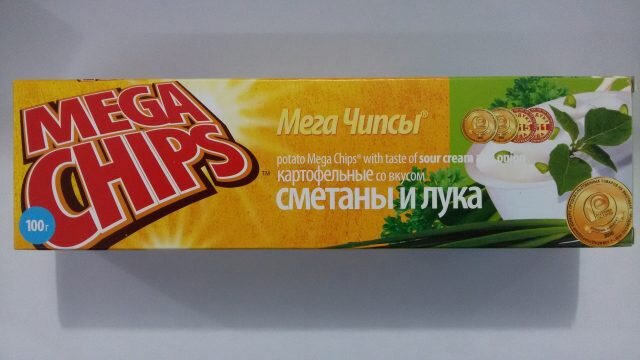 MEGA
CHIPS™
100г
Мега Чипсы®
potato Mega Chips® with taste of sour cream and onion
картофельные со вкусом
сметаны и лука